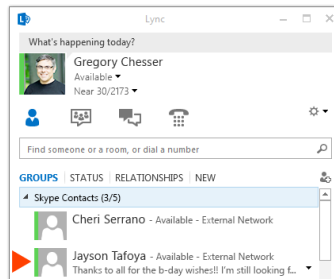 Lync
What's happening today?
Gregory Chesser
Available
Near 30/2173
Find someone or a room, or dial a number
GROUPS STATUS RELATIONSHIPS NEW
Skype Contacts (3/5)
Cheri Serrano - Available - External Network
Jayson Tafoya - Available - External Network
Thanks to all for the b-day wishes!! I'm still looking f...